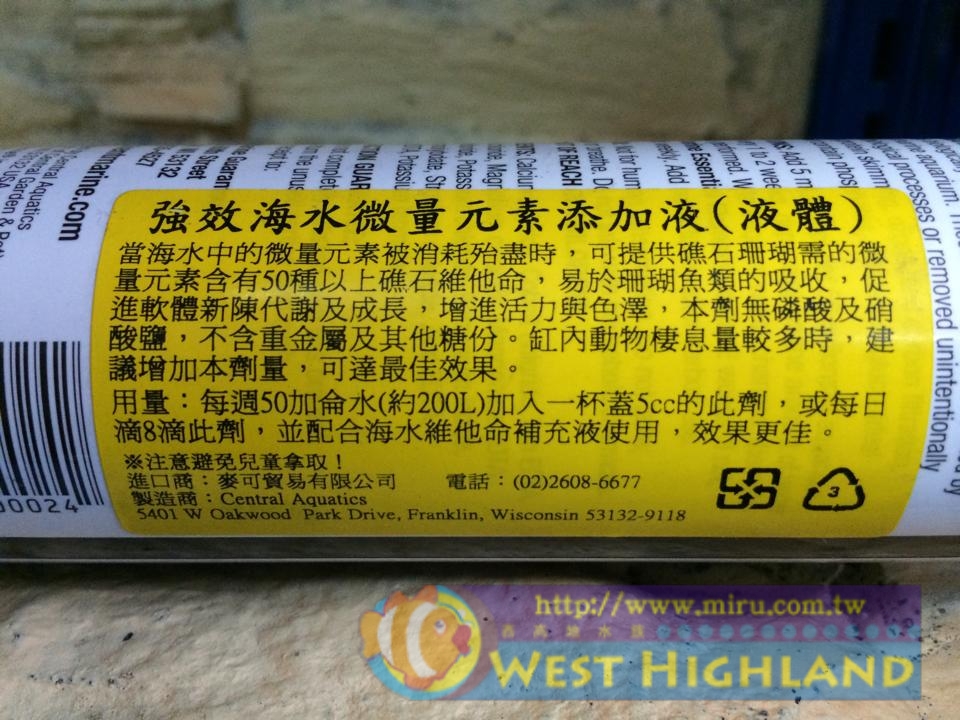 強效海水微量元素添加液(液體)
當海水中的微量元素被消耗殆盡時，可提供礁石珊瑚需的微
量元素含有50種以上礁石維他命，易於珊瑚魚類的吸收，促
進軟體新陳代謝及成長，增進活力與色澤，本劑無磷酸及硝
酸鹽，不含重金屬及其他糖份。缸內動物棲息量較多時，建
議增加本劑量，可達最佳效果。
用量：每週50加侖水(約200L)加入一杯蓋5cc的此劑，或每日
滴8滴此劑，並配合海水維他命補充液使用，效果更佳。
※注意避免兒童拿取！
進口商：麥可貿易有限公司 電話：(02)2608-6677
製造商：Central Aquatics
5401 W Oakwood Park Drive, Franklin, Wisconsin 53132-9118
3
00024
or removed unintentionally
http://www.miru.com.tw
西高地水族
WEST HIGHLAND